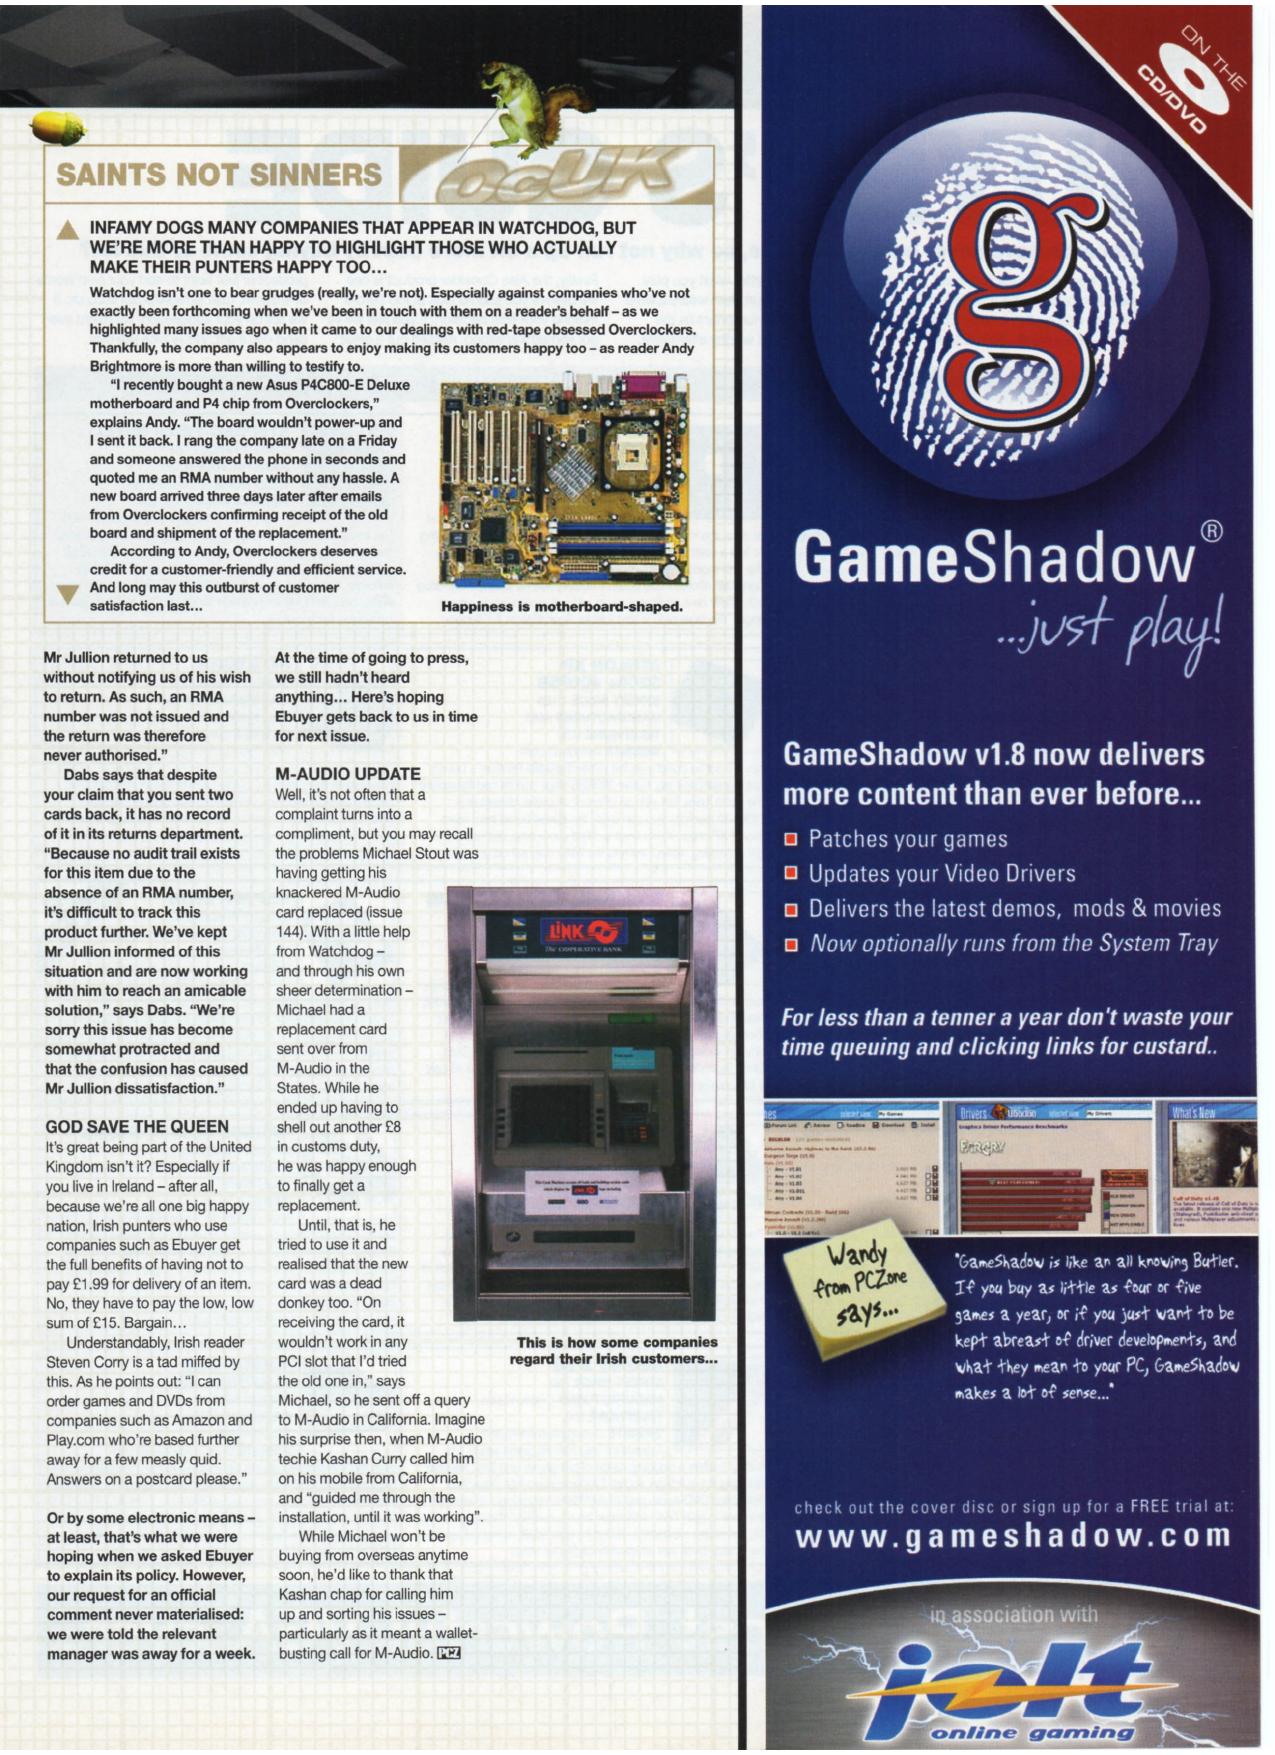 SAINTS NOT SINNERS
OcUK
INFAMY DOGS MANY COMPANIES THAT APPEAR IN WATCHDOG, BUT
WE'RE MORE THAN HAPPY TO HIGHLIGHT THOSE WHO ACTUALLY
MAKE THEIR PUNTERS HAPPY TOO...
Watchdog isn't one to bear grudges (really, we're not). Especially against companies who've not
exactly been forthcoming when we've been in touch with them on a reader's behalf – as we
highlighted many issues ago when it came to our dealings with red-tape obsessed Overclockers.
Thankfully, the company also appears to enjoy making its customers happy too – as reader Andy
Brightmore is more than willing to testify to.
"I recently bought a new Asus P4C800-E Deluxe
motherboard and P4 chip from Overclockers,"
explains Andy. "The board wouldn't power-up and
I sent it back. I rang the company late on a Friday
and someone answered the phone in seconds and
quoted me an RMA number without any hassle. A
new board arrived three days later after emails
from Overclockers confirming receipt of the old
board and shipment of the replacement."
According to Andy, Overclockers deserves
credit for a customer-friendly and efficient service.
And long may this outburst of customer
satisfaction last...
Happiness is motherboard-shaped.
Mr Jullion returned to us
without notifying us of his wish
to return. As such, an RMA
number was not issued and
the return was therefore
never authorised."
Dabs says that despite
your claim that you sent two
cards back, it has no record
of it in its returns department.
"Because no audit trail exists
for this item due to the
absence of an RMA number,
it's difficult to track this
product further. We've kept
Mr Jullion informed of this
situation and are now working
with him to reach an amicable
solution," says Dabs. "We're
sorry this issue has become
somewhat protracted and
that the confusion has caused
Mr Jullion dissatisfaction."
GOD SAVE THE QUEEN
It's great being part of the United
Kingdom isn't it? Especially if
you live in Ireland – after all,
because we're all one big happy
nation, Irish punters who use
companies such as Ebuyer get
the full benefits of having not to
pay £1.99 for delivery of an item.
No, they have to pay the low, low
sum of £15. Bargain...
Understandably, Irish reader
Steven Corry is a tad miffed by
this. As he points out: "I can
order games and DVDs from
companies such as Amazon and
Play.com who're based further
away for a few measly quid.
Answers on a postcard please."
Or by some electronic means –
at least, that's what we were
hoping when we asked Ebuyer
to explain its policy. However,
our request for an official
comment never materialised:
we were told the relevant
manager was away for a week.
At the time of going to press,
we still hadn't heard
anything... Here's hoping
Ebuyer gets back to us in time
for next issue.
M-AUDIO UPDATE
Well, it's not often that a
complaint turns into a
compliment, but you may recall
the problems Michael Stout was
having getting his
knackered M-Audio
card replaced (issue
144). With a little help
from Watchdog –
and through his own
sheer determination –
Michael had a
replacement card
sent over from
M-Audio in the
States. While he
ended up having to
shell out another £8
in customs duty,
he was happy enough
to finally get a
replacement.
Until, that is, he
tried to use it and
realised that the new
card was a dead
donkey too. "On
receiving the card, it
wouldn't work in any
PCI slot that I'd tried
the old one in," says
Michael, so he sent off a query
to M-Audio in California. Imagine
his surprise then, when M-Audio
techie Kashan Curry called him
on his mobile from California,
and "guided me through the
installation, until it was working".
While Michael won't be
buying from overseas anytime
soon, he'd like to thank that
Kashan chap for calling him
up and sorting his issues –
particularly as it meant a wallet-
busting call for M-Audio. PCZ
LINK
The COOPERATIVE BANK
This is how some companies
regard their Irish customers...
ON THE
CD/DVD
g
GameShadow®
...just play!
GameShadow v1.8 now delivers
more content than ever before...
Patches your games
Updates your Video Drivers
Delivers the latest demos, mods & movies
Now optionally runs from the System Tray
For less than a tenner a year don't waste your
time queuing and clicking links for custard..
Drivers
My Games
My Drivers
What's New
Graphics Driver Performance Benchmarks
FARCRY
Wandy
from PCZone
says...
"GameShadow is like an all knowing Butler.
If you buy as little as four or five
games a year, or if you just want to be
kept abreast of driver developments, and
what they mean to your PC, GameShadow
makes a lot of sense..."
check out the cover disc or sign up for a FREE trial at:
www.gameshadow.com
in association with
jolt
online gaming